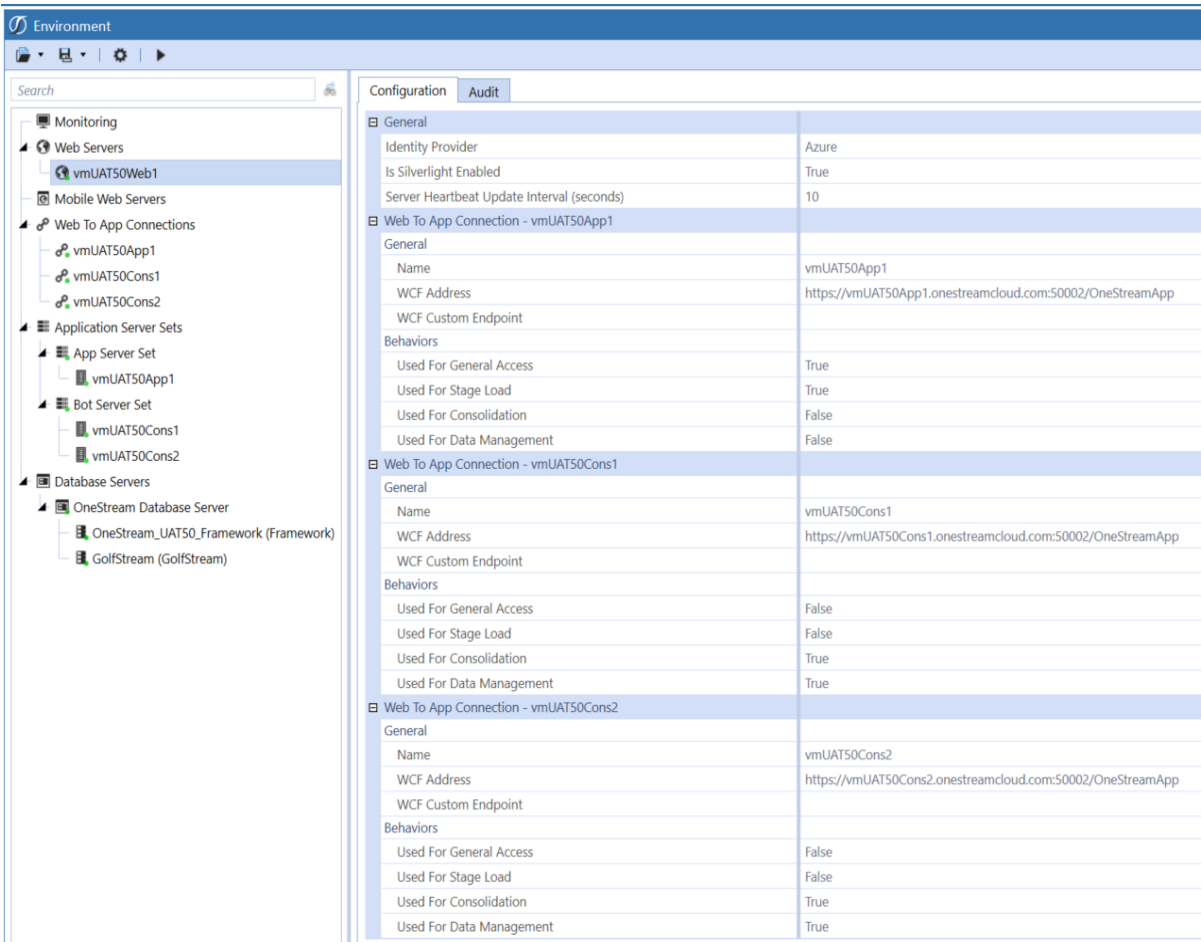 Environment
Search
Monitoring
Web Servers
vmUAT50Web1
Mobile Web Servers
Web To App Connections
vmUAT50App1
vmUAT50Cons1
vmUAT50Cons2
Application Server Sets
App Server Set
vmUAT50App1
Bot Server Set
vmUAT50Cons1
vmUAT50Cons2
Database Servers
OneStream Database Server
OneStream_UAT50_Framework (Framework)
GolfStream (GolfStream)
Configuration Audit
General
Identity Provider Azure
Is Silverlight Enabled True
Server Heartbeat Update Interval (seconds) 10
Web To App Connection - vmUAT50App1
General
Name vmUAT50App1
WCF Address https://vmUAT50App1.onestreamcloud.com:50002/OneStreamApp
WCF Custom Endpoint
Behaviors
Used For General Access True
Used For Stage Load True
Used For Consolidation False
Used For Data Management False
Web To App Connection - vmUAT50Cons1
General
Name vmUAT50Cons1
WCF Address https://vmUAT50Cons1.onestreamcloud.com:50002/OneStreamApp
WCF Custom Endpoint
Behaviors
Used For General Access False
Used For Stage Load False
Used For Consolidation True
Used For Data Management True
Web To App Connection - vmUAT50Cons2
General
Name vmUAT50Cons2
WCF Address https://vmUAT50Cons2.onestreamcloud.com:50002/OneStreamApp
WCF Custom Endpoint
Behaviors
Used For General Access False
Used For Stage Load False
Used For Consolidation True
Used For Data Management True